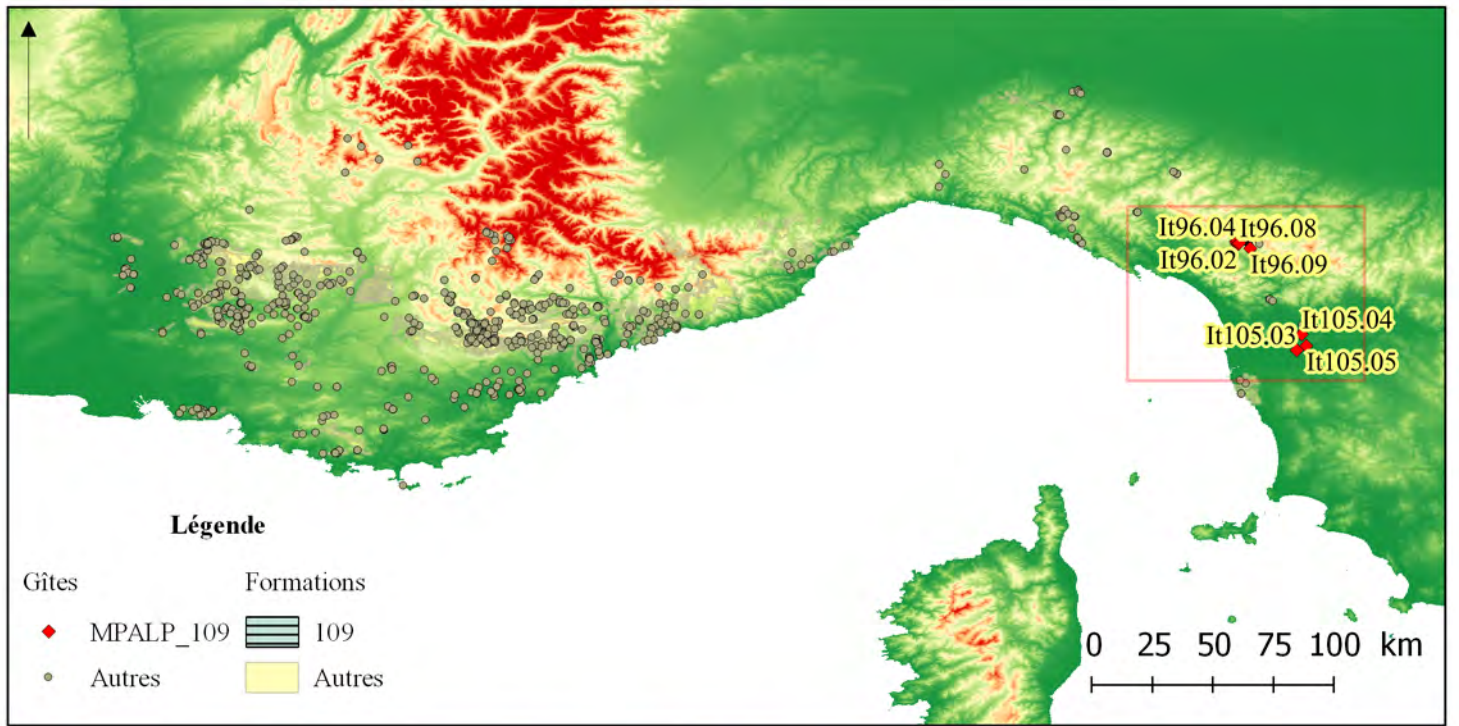 It96.04 It96.08
It96.02 It96.09
It105.04
It105.03
It105.05
Légende
Gîtes Formations
MPALP_109 109
Autres Autres
0 25 50 75 100 km